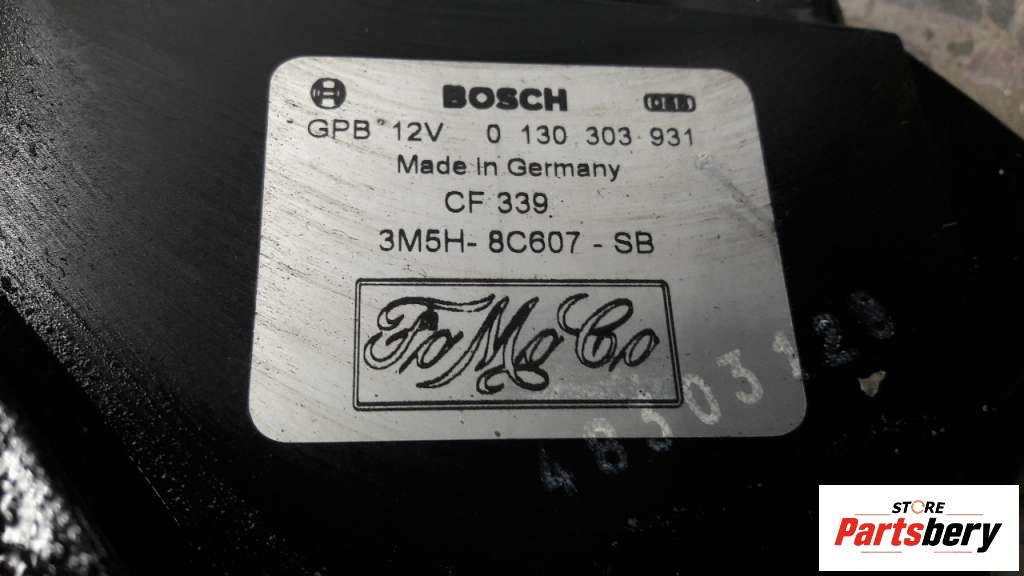 BOSCH
GPB 12V 0 130 303 931
Made In Germany
CF 339
3M5H- 8C607 - SB
FoMoCo
STORE
Partsbery